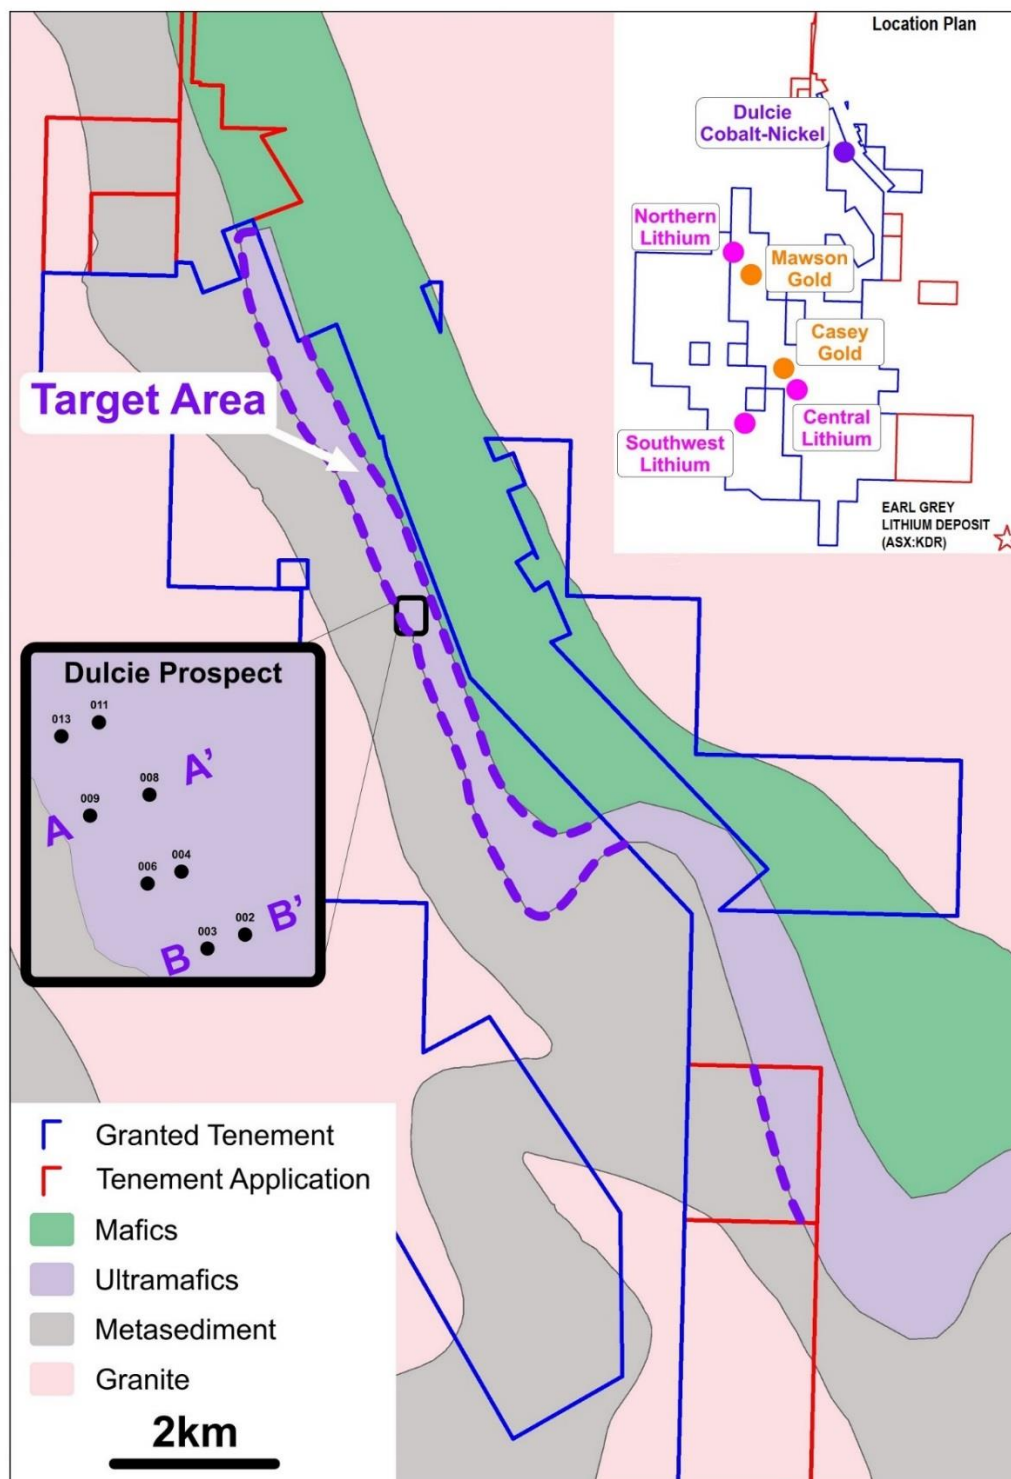 Location Plan
Dulcie
Cobalt-Nickel
Northern
Lithium
Mawson
Gold
Casey
Gold
Central
Lithium
Southwest
Lithium
EARL GREY
LITHIUM DEPOSIT
(ASX:KDR)
Target Area
Dulcie Prospect
011
013
008
A'
009
A
004
006
002
B'
003
B
Granted Tenement
Tenement Application
Mafics
Ultramafics
Metasediment
Granite
2km